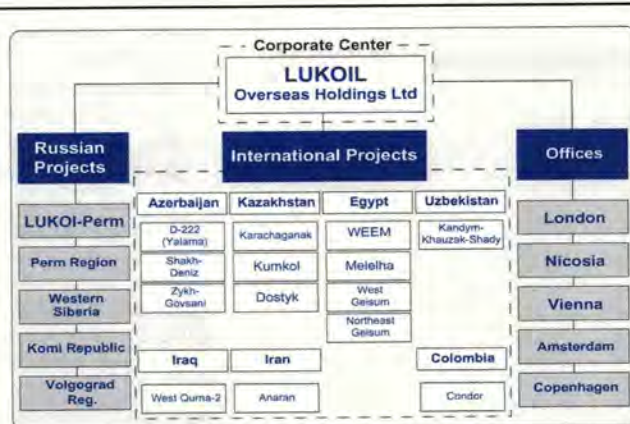 Corporate Center
LUKOIL
Overseas Holdings Ltd
Russian
Projects
LUKOI-Perm
Perm Region
Western
Siberia
Komi Republic
Volgograd
Reg.
International Projects
Azerbaijan
D-222
(Yalama)
Shakh-
Deniz
Zykh-
Govsani
Kazakhstan
Karachaganak
Kumkol
Dostyk
Egypt
WEEM
Meleiha
West
Geisum
Northeast
Geisum
Uzbekistan
Kandym-
Khauzak-Shady
Iraq
West Qurna-2
Iran
Anaran
Colombia
Condor
Offices
London
Nicosia
Vienna
Amsterdam
Copenhagen